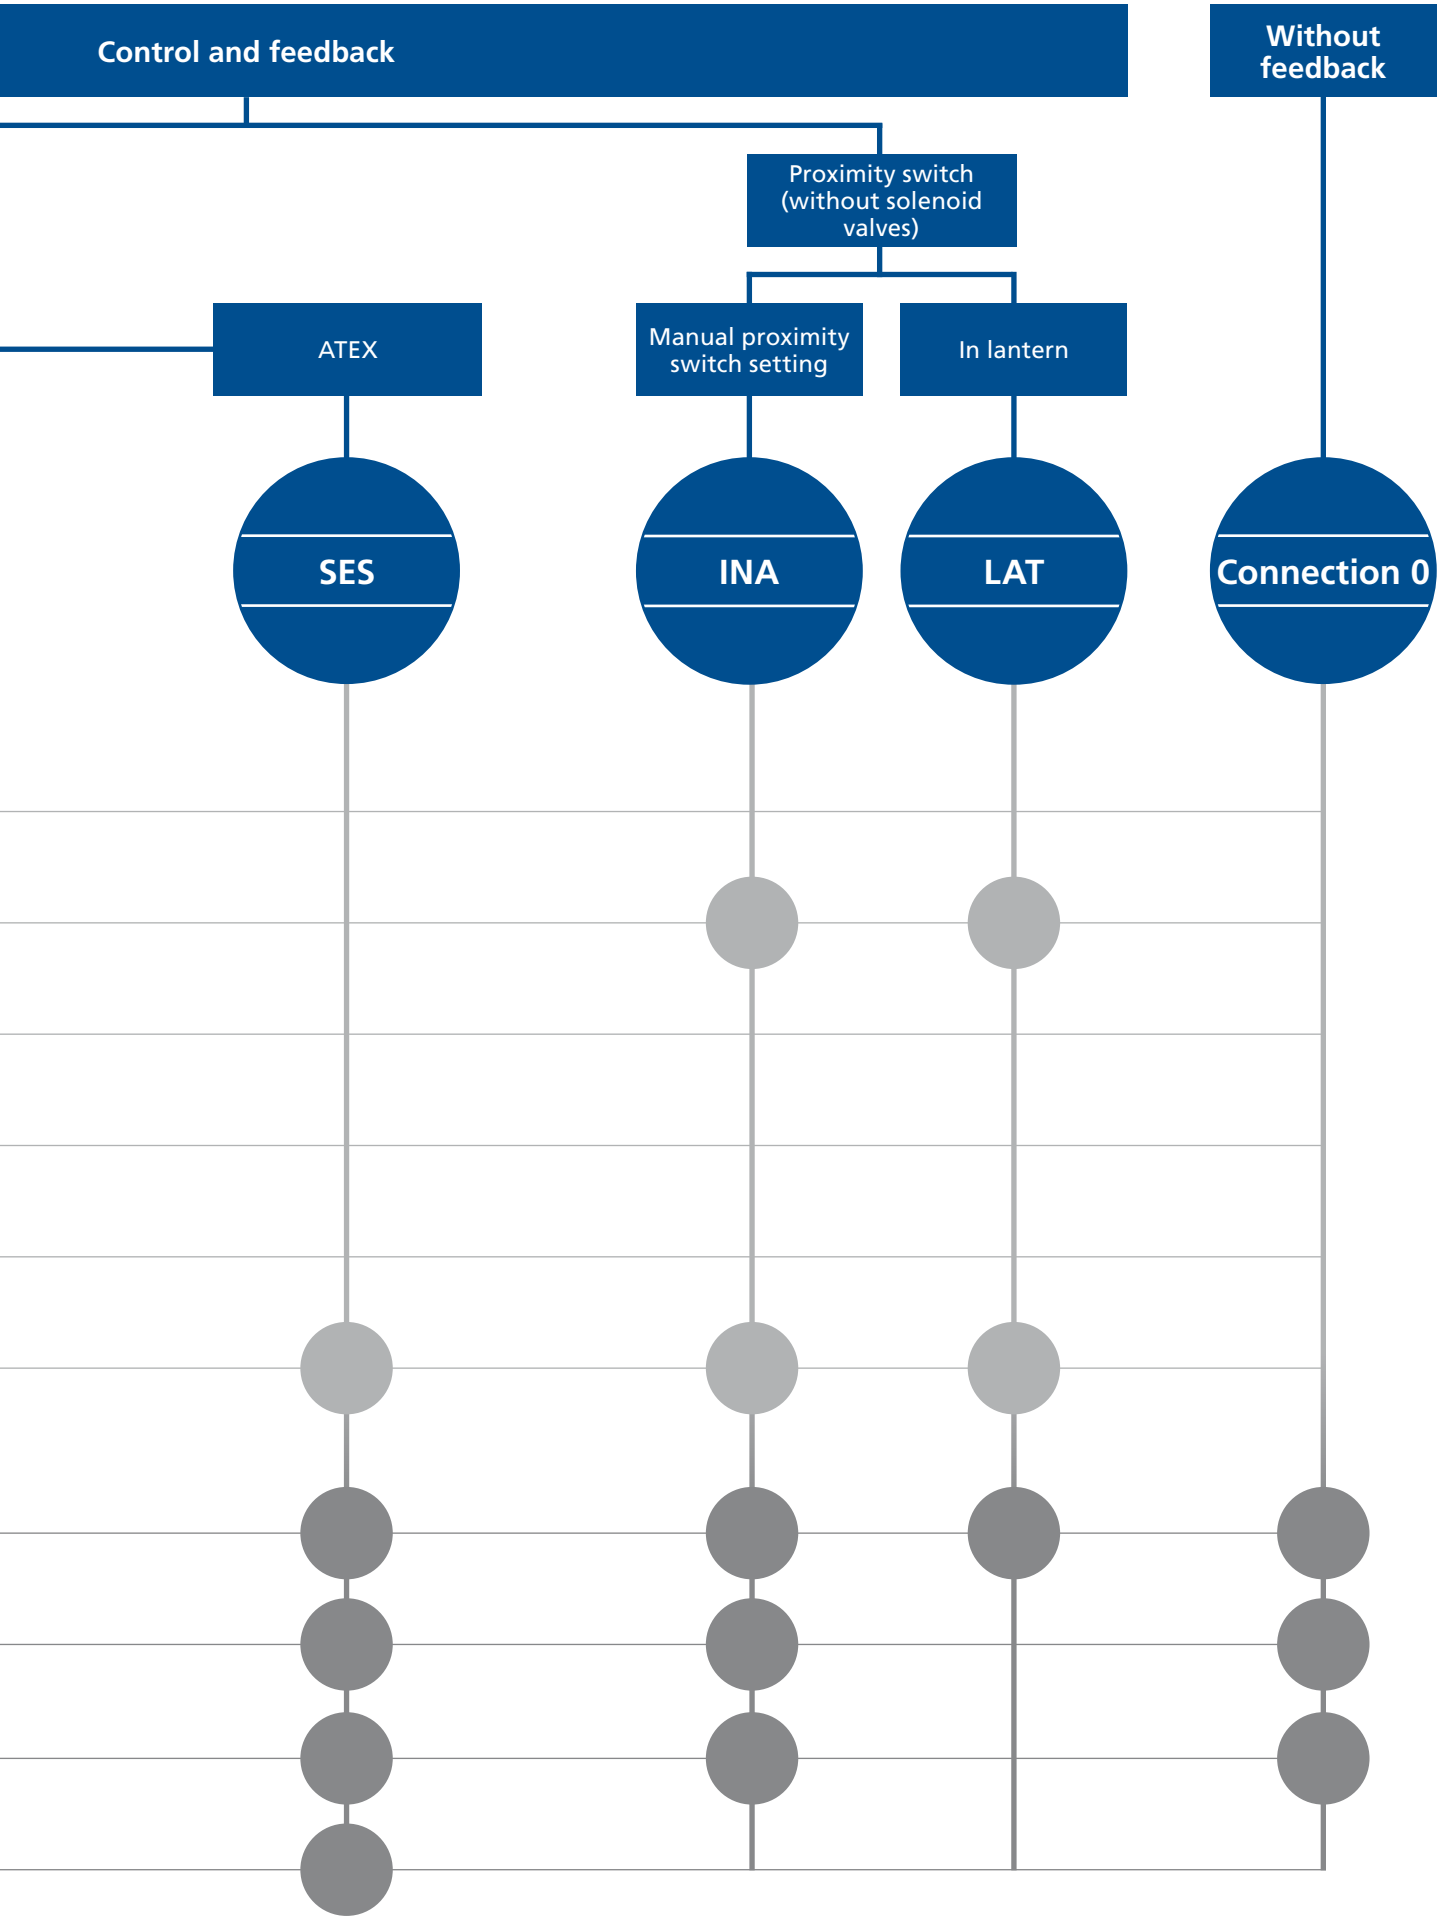 Control and feedback
Without
feedback
Proximity switch
(without solenoid
valves)
ATEX
Manual proximity
switch setting
In lantern
SES
INA
LAT
Connection 0